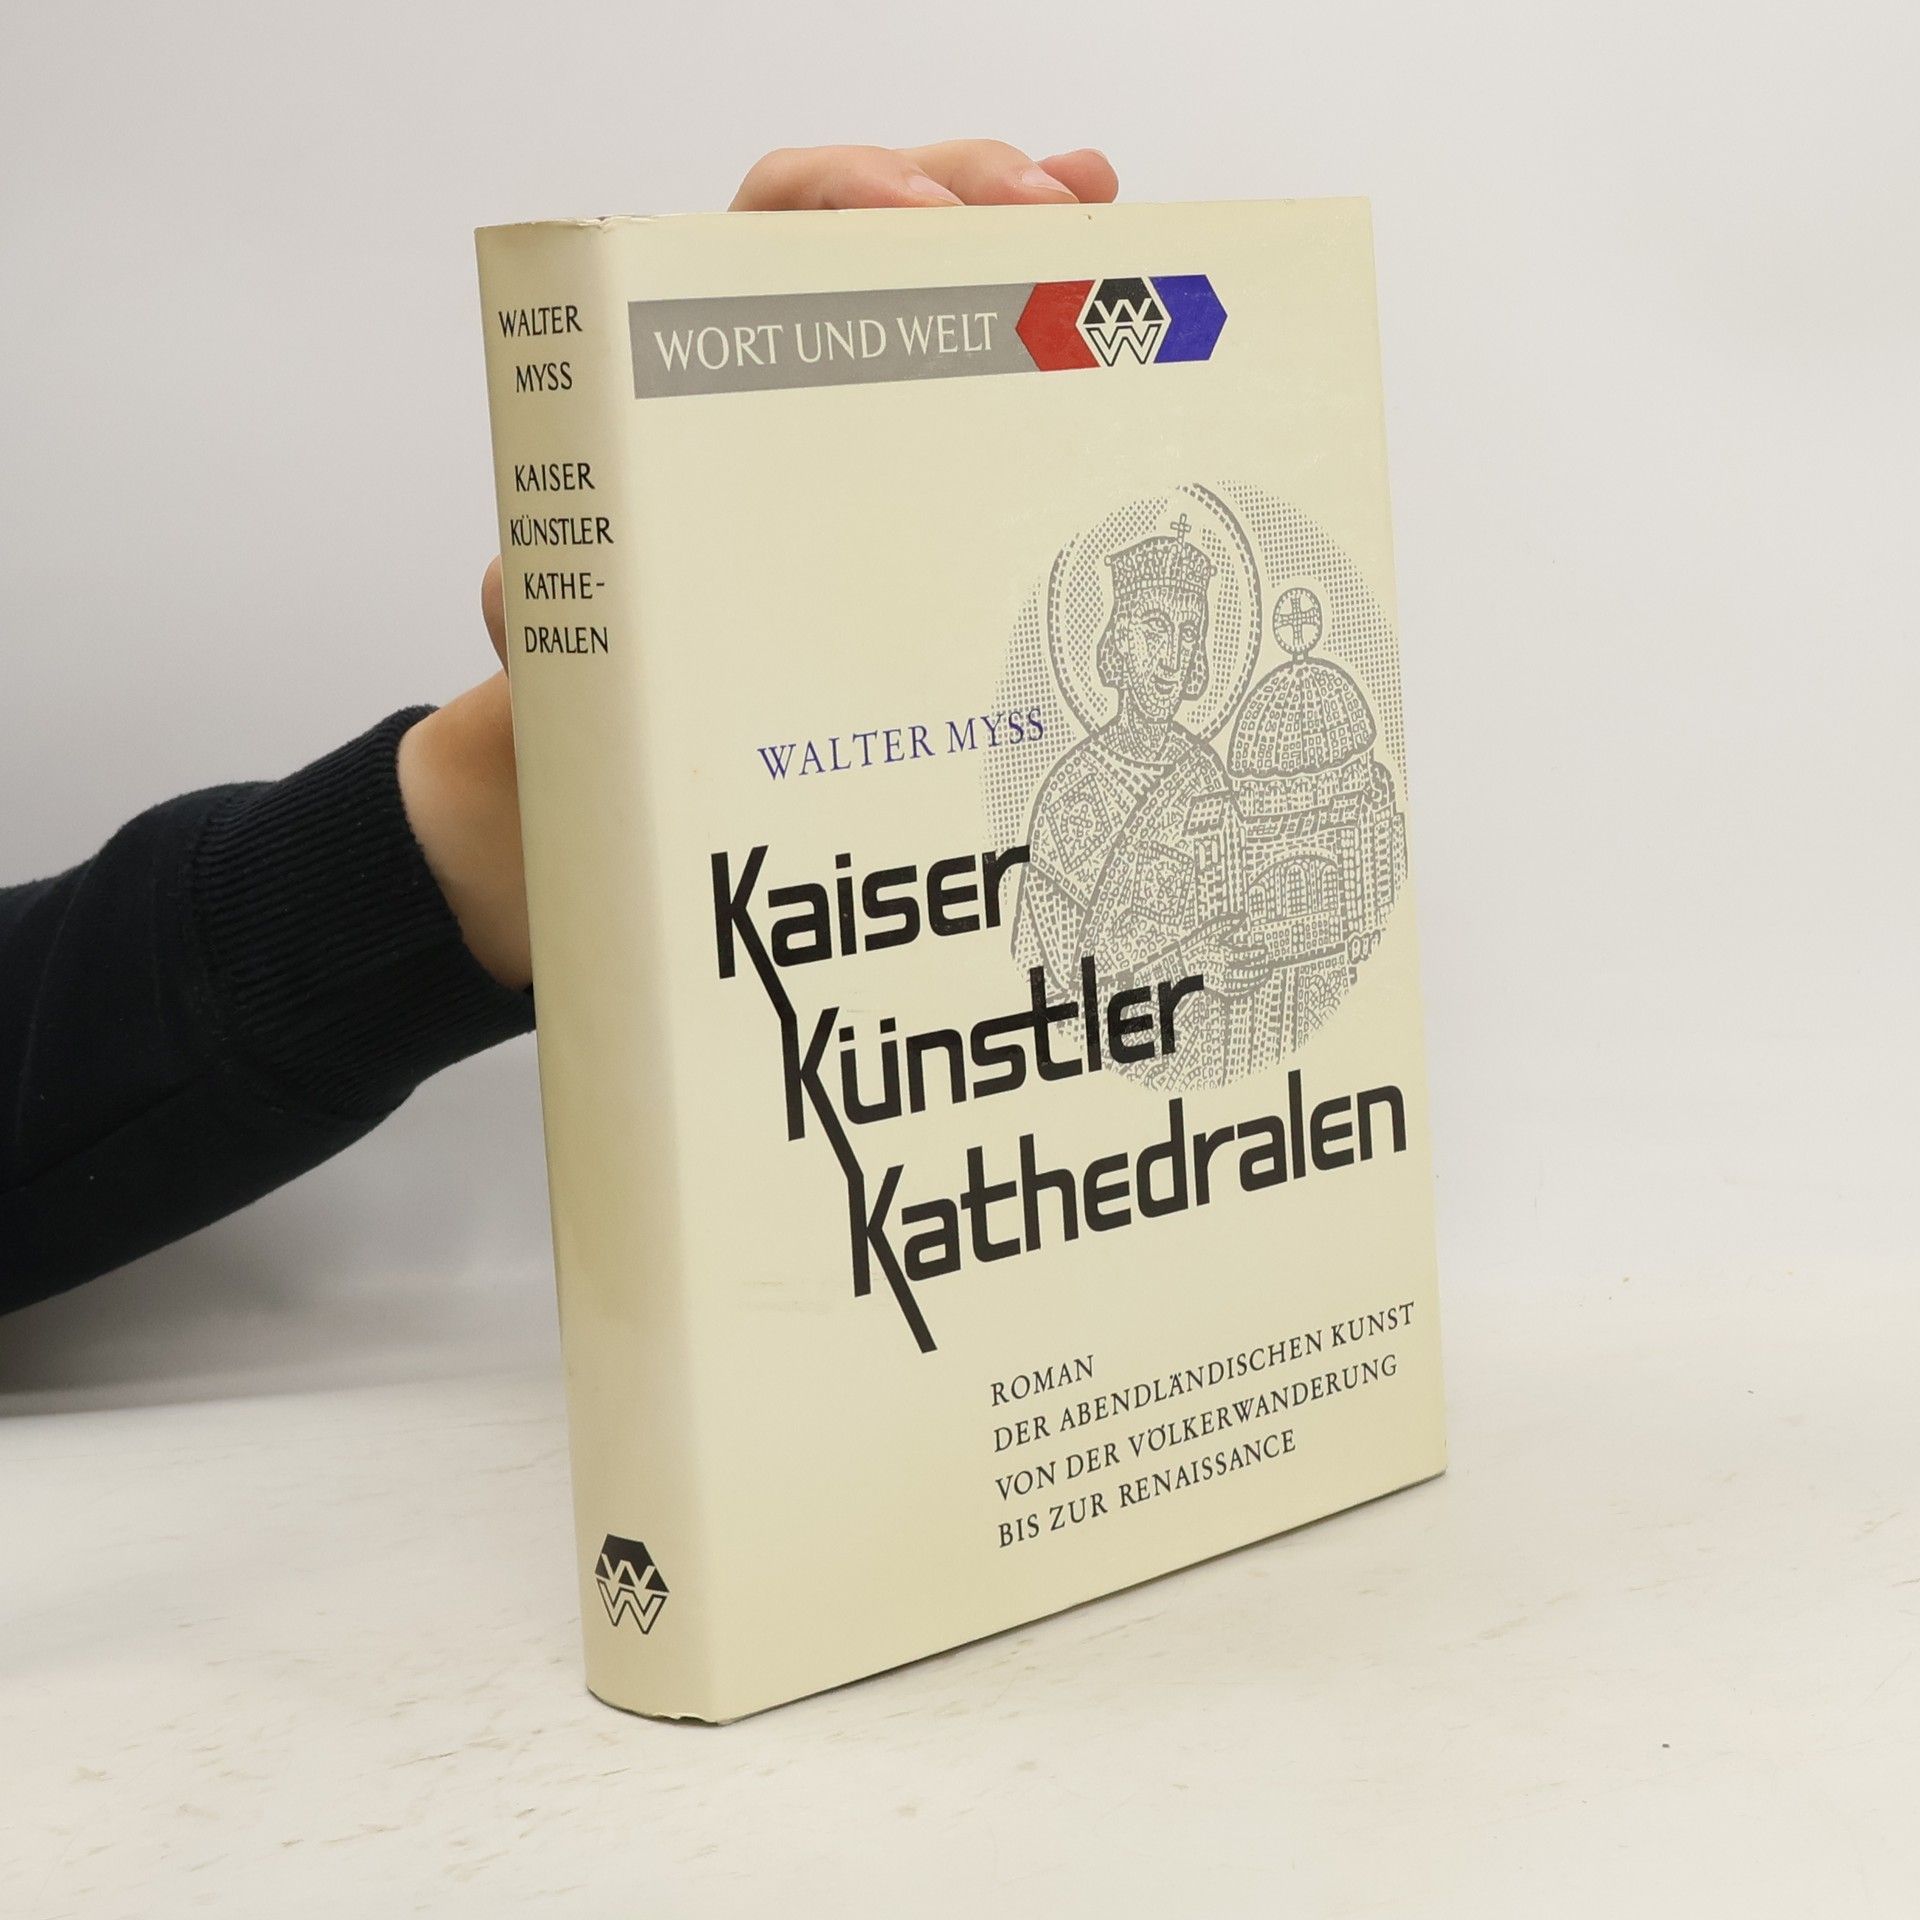 WALTER
MYSS
KAISER
KÜNSTLER
KATHE-
DRALEN
W
W
WORT UND WELT
W
W
WALTER MYSS
Kaiser
Künstler
Kathedralen
ROMAN
DER ABENDLÄNDISCHEN KUNST
VON DER VÖLKERWANDERUNG
BIS ZUR RENAISSANCE